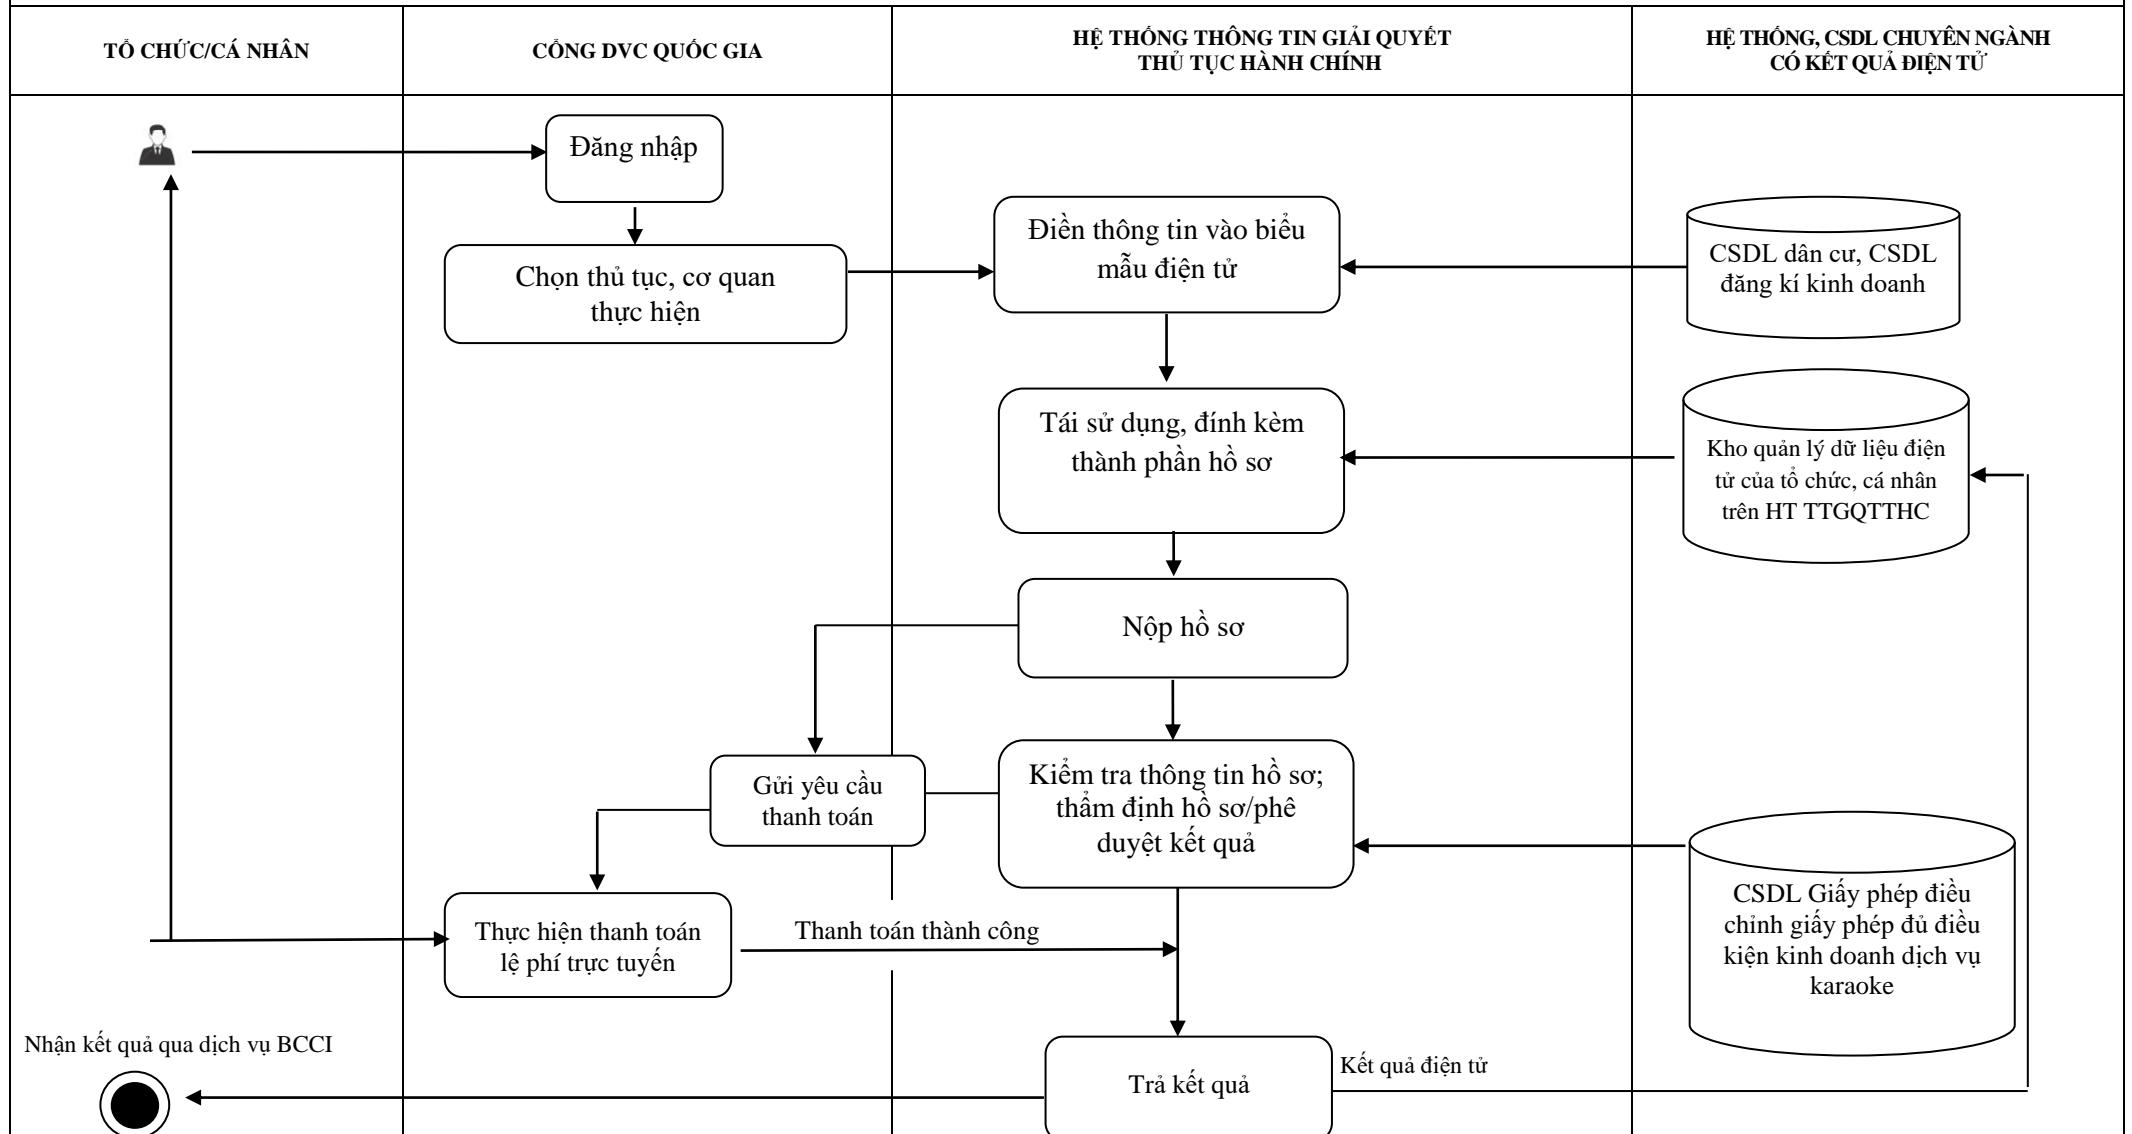 TỔ CHỨC/CÁ NHÂN
CỔNG DVC QUỐC GIA
HỆ THỐNG THÔNG TIN GIẢI QUYẾT
THỦ TỤC HÀNH CHÍNH
HỆ THỐNG, CSDL CHUYÊN NGÀNH
CÓ KẾT QUẢ ĐIỆN TỬ
Đăng nhập
Chọn thủ tục, cơ quan
thực hiện
Điền thông tin vào biểu
mẫu điện tử
CSDL dân cư, CSDL
đăng kí kinh doanh
Tái sử dụng, đính kèm
thành phần hồ sơ
Kho quản lý dữ liệu điện
tử của tổ chức, cá nhân
trên HT TTGQTTHC
Nộp hồ sơ
Gửi yêu cầu
thanh toán
Kiểm tra thông tin hồ sơ;
thẩm định hồ sơ/phê
duyệt kết quả
CSDL Giấy phép điều
chỉnh giấy phép đủ điều
kiện kinh doanh dịch vụ
karaoke
Thực hiện thanh toán
lệ phí trực tuyến
Thanh toán thành công
Nhận kết quả qua dịch vụ BCCI
Trả kết quả
Kết quả điện tử